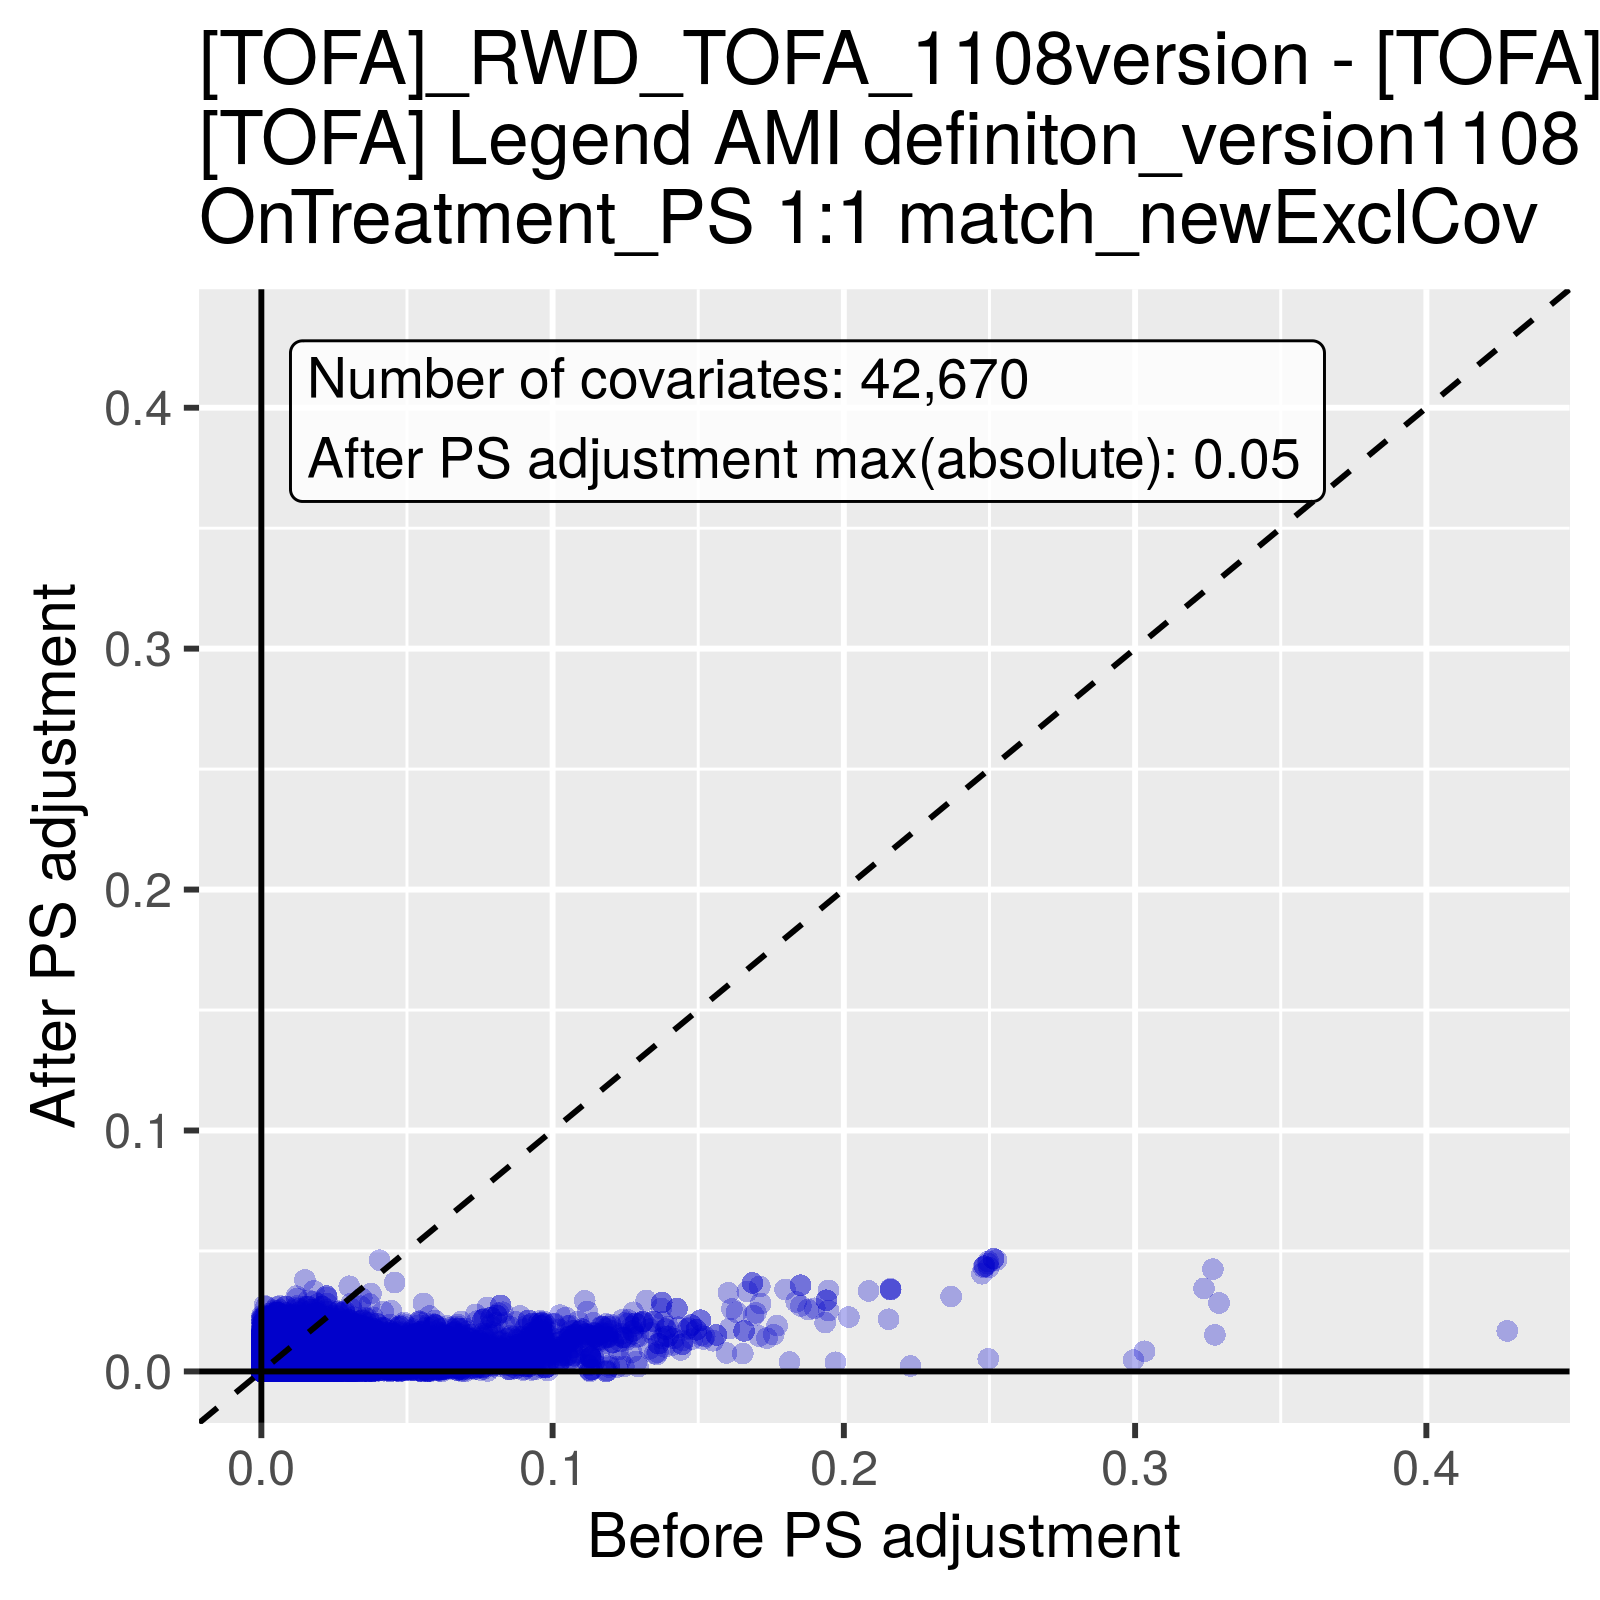 [TOFA]_RWD_TOFA_1108version - [TOFA]
[TOFA] Legend AMI definiton_version1108
OnTreatment_PS 1:1 match_newExclCov
Number of covariates: 42,670
After PS adjustment max(absolute): 0.05
After PS adjustment
0.4
0.3
0.2
0.1
0.0
0.0 0.1 0.2 0.3 0.4
Before PS adjustment